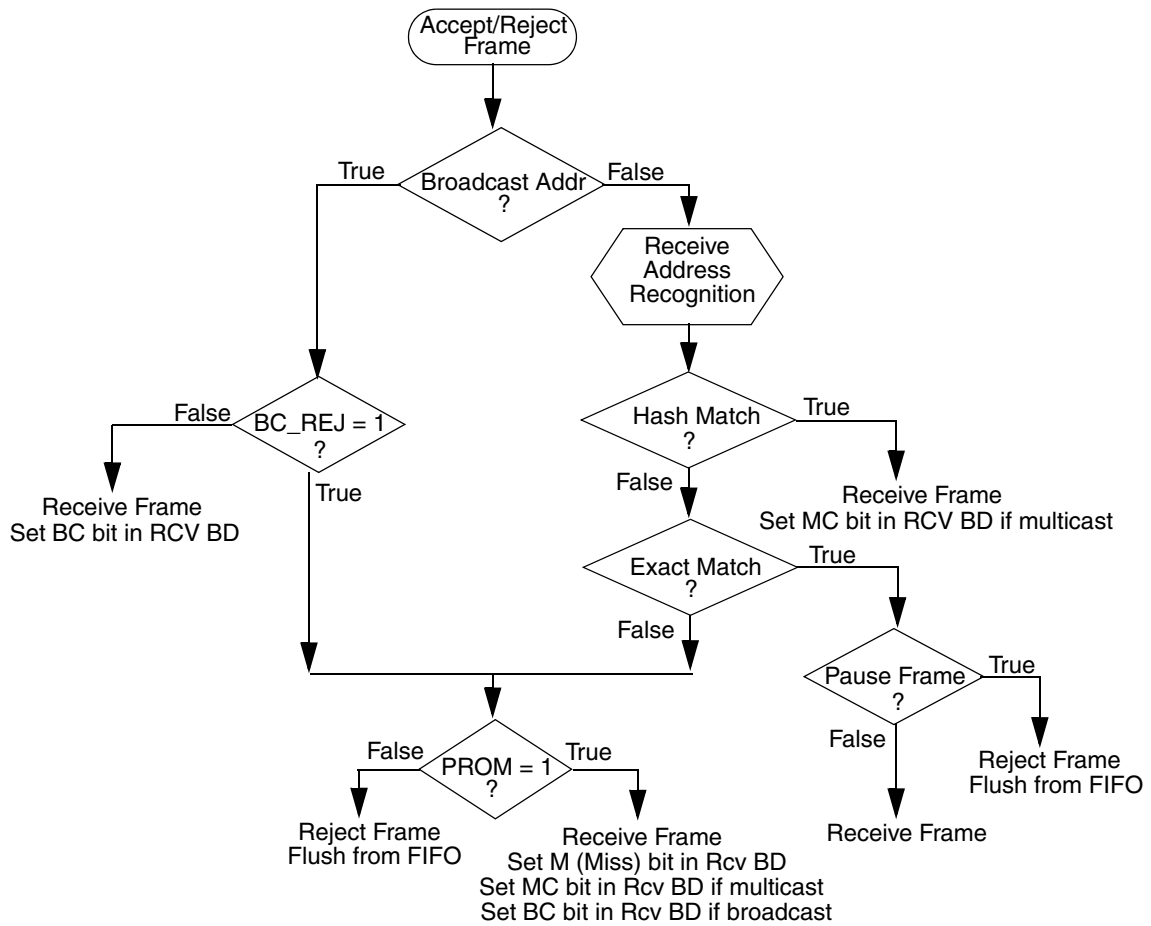 Accept/Reject
Frame
True
Broadcast Addr
?
False
Receive
Address
Recognition
False
BC_REJ = 1
?
True
Hash Match
?
True
False
Receive Frame
Set BC bit in RCV BD
Receive Frame
Set MC bit in RCV BD if multicast
Exact Match
?
True
False
Pause Frame
?
True
False
False
PROM = 1
?
True
Reject Frame
Flush from FIFO
Reject Frame
Flush from FIFO
Receive Frame
Set M (Miss) bit in Rcv BD
Set MC bit in Rcv BD if multicast
Set BC bit in Rcv BD if broadcast
Receive Frame